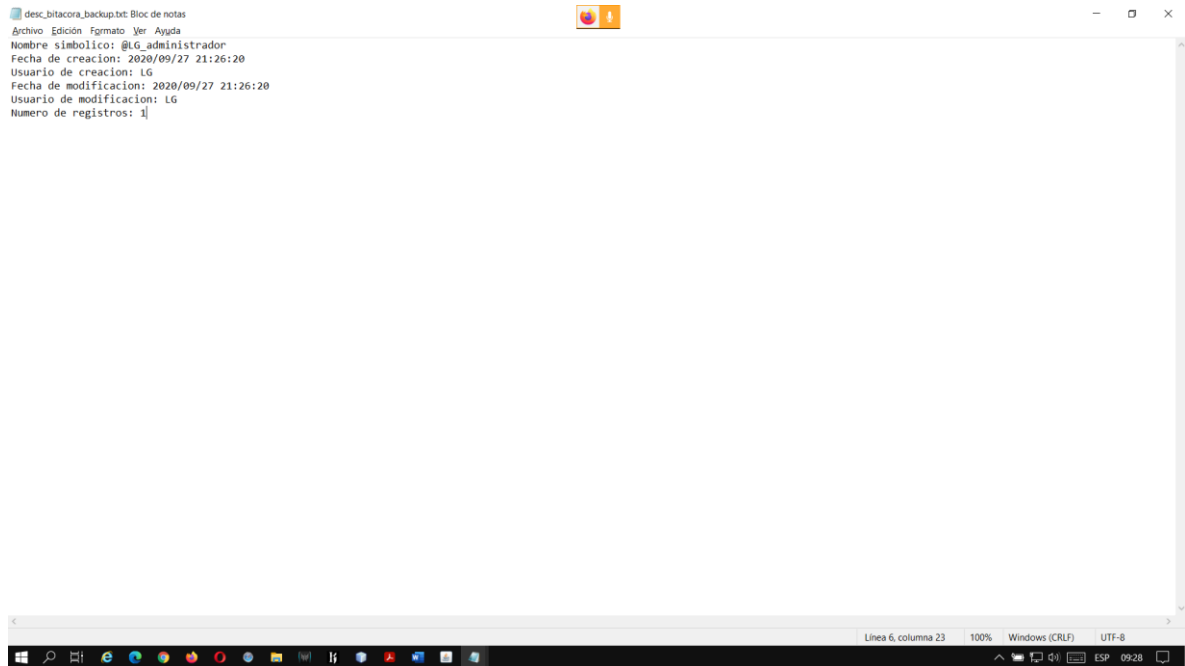 desc_bitacora_backup.txt: Bloc de notas
Archivo Edición Formato Ver Ayuda
Nombre simbolico: @LG_administrador
Fecha de creacion: 2020/09/27 21:26:20
Usuario de creacion: LG
Fecha de modificacion: 2020/09/27 21:26:20
Usuario de modificacion: LG
Numero de registros: 1
Línea 6, columna 23 100% Windows (CRLF) UTF-8
ESP 09:28